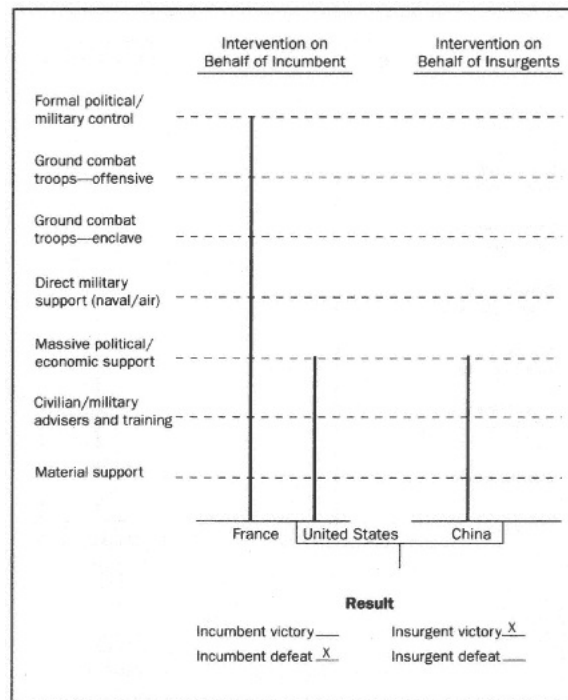 Intervention on
Behalf of Incumbent
Intervention on
Behalf of Insurgents
Formal political/
military control
Ground combat
troops—offensive
Ground combat
troops—enclave
Direct military
support (naval/air)
Massive political/
economic support
Civilian/military
advisers and training
Material support
France
United States
China
Result
Incumbent victory
Insurgent victory X
Incumbent defeat X
Insurgent defeat